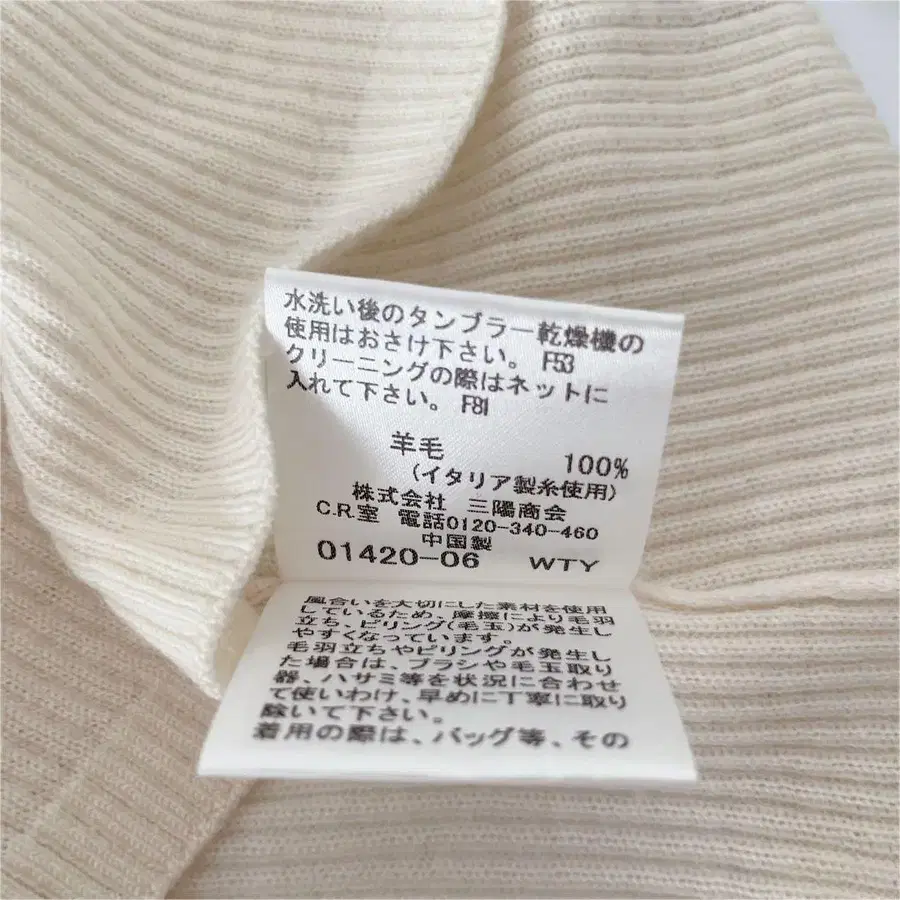 水洗い後のタンブラー乾燥機の
使用はおさけ下さい。 F53
クリーニングの際はネットに
入れて下さい。 F81
羊毛 100%
(イタリア製糸使用)
株式会社 三陽商会
C.R.室 電話0120-340-460
中国製
01420-06 WTY
風合いを大切にした素材を使用
しているため、摩擦により毛羽
立ち、ピリング(毛玉)が発生し
やすくなっています。
毛羽立ちやピリングが発生し
た場合は、ブラシや毛玉取り
器、ハサミ等を状況に合わせ
て使いわけ、早めに丁寧に取り
除いて下さい。
着用の際は、バッグ等、その